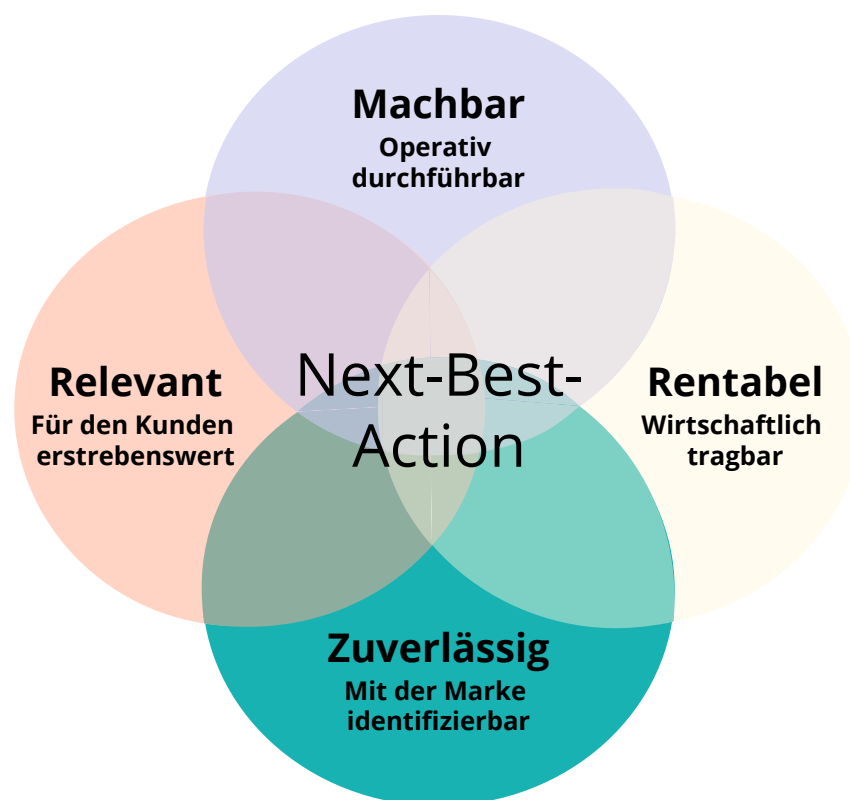 Machbar
Operativ
durchführbar
Relevant
Für den Kunden
erstrebenswert
Next-Best-
Action
Rentabel
Wirtschaftlich
tragbar
Zuverlässig
Mit der Marke
identifizierbar